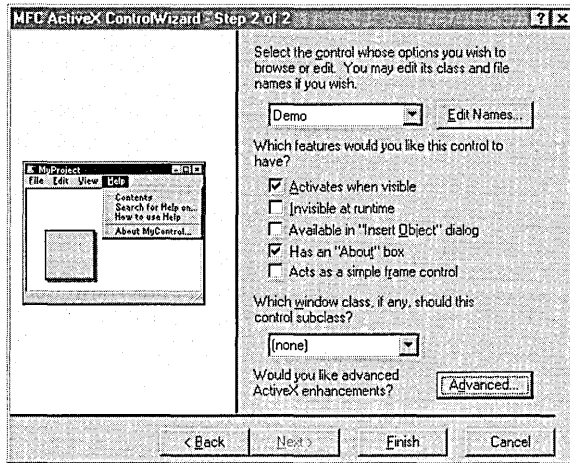 MFC ActiveX ControlWizard - Step 2 of 2
Select the control whose options you wish to
browse or edit. You may edit its class and file
names if you wish.
Demo
Edit Names...
Which features would you like this control to
have?
Activates when visible
Invisible at runtime
Available in "Insert Object" dialog
Has an "About" box
Acts as a simple frame control
Which window class, if any, should this
control subclass?
(none)
Would you like advanced
ActiveX enhancements?
Advanced...
MyProject
File Edit View Help
Contents
Search for Help on...
How to use Help
About MyControl...
< Back
Next >
Finish
Cancel